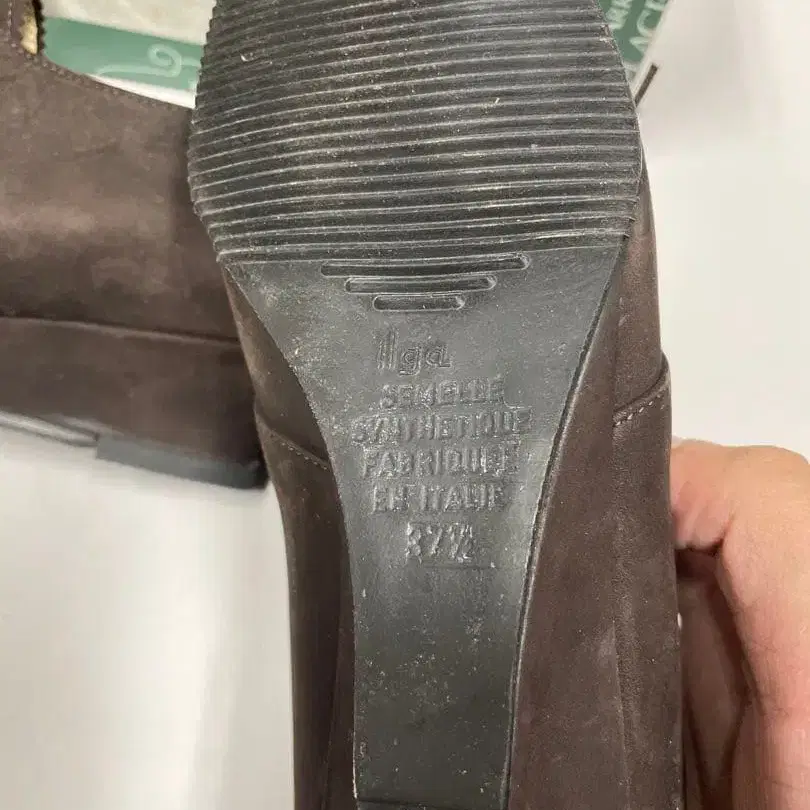 ilga
SEMELLE
SYNTHETIQUE
FABRIQUEE
EN ITALIE
37½